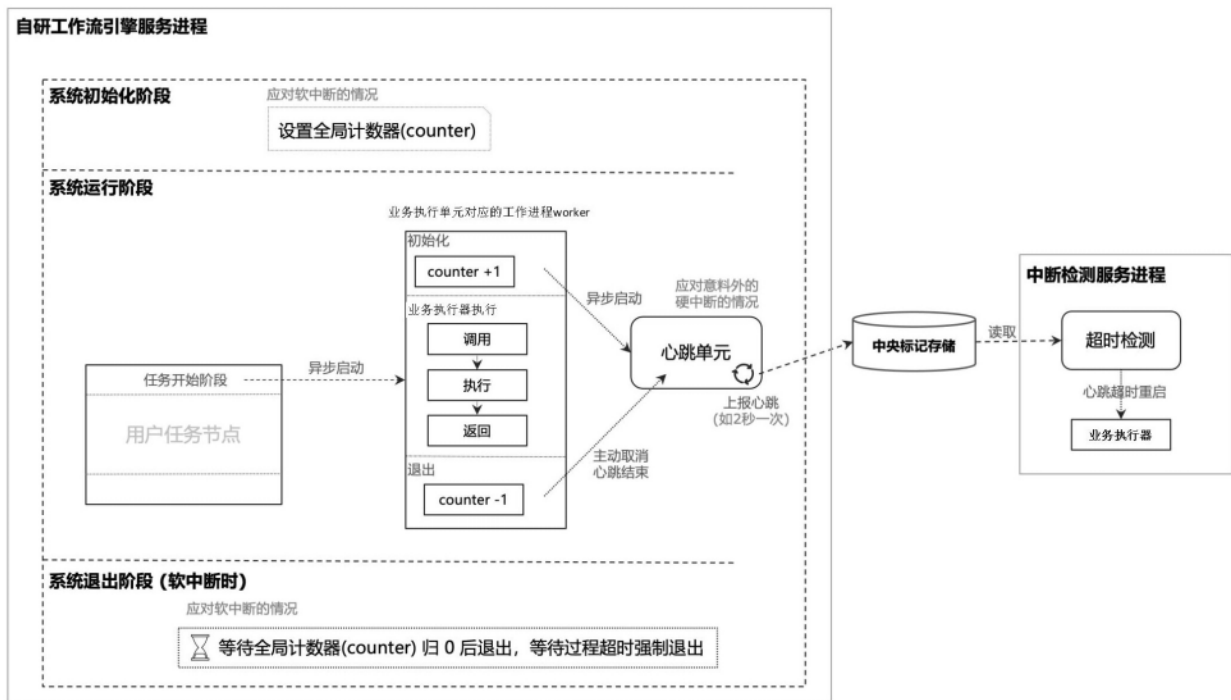 自研工作流引擎服务进程
系统初始化阶段
应对软中断的情况
设置全局计数器(counter)
系统运行阶段
业务执行单元对应的工作进程worker
初始化
counter +1
业务执行器执行
调用
执行
返回
退出
counter -1
任务开始阶段
用户任务节点
异步启动
异步启动
应对意料外的
硬中断的情况
心跳单元
上报心跳
(如2秒一次)
主动取消
心跳结束
中央标记存储
读取
中断检测服务进程
超时检测
心跳超时重启
业务执行器
系统退出阶段 (软中断时)
应对软中断的情况
等待全局计数器(counter) 归 0 后退出，等待过程超时强制退出